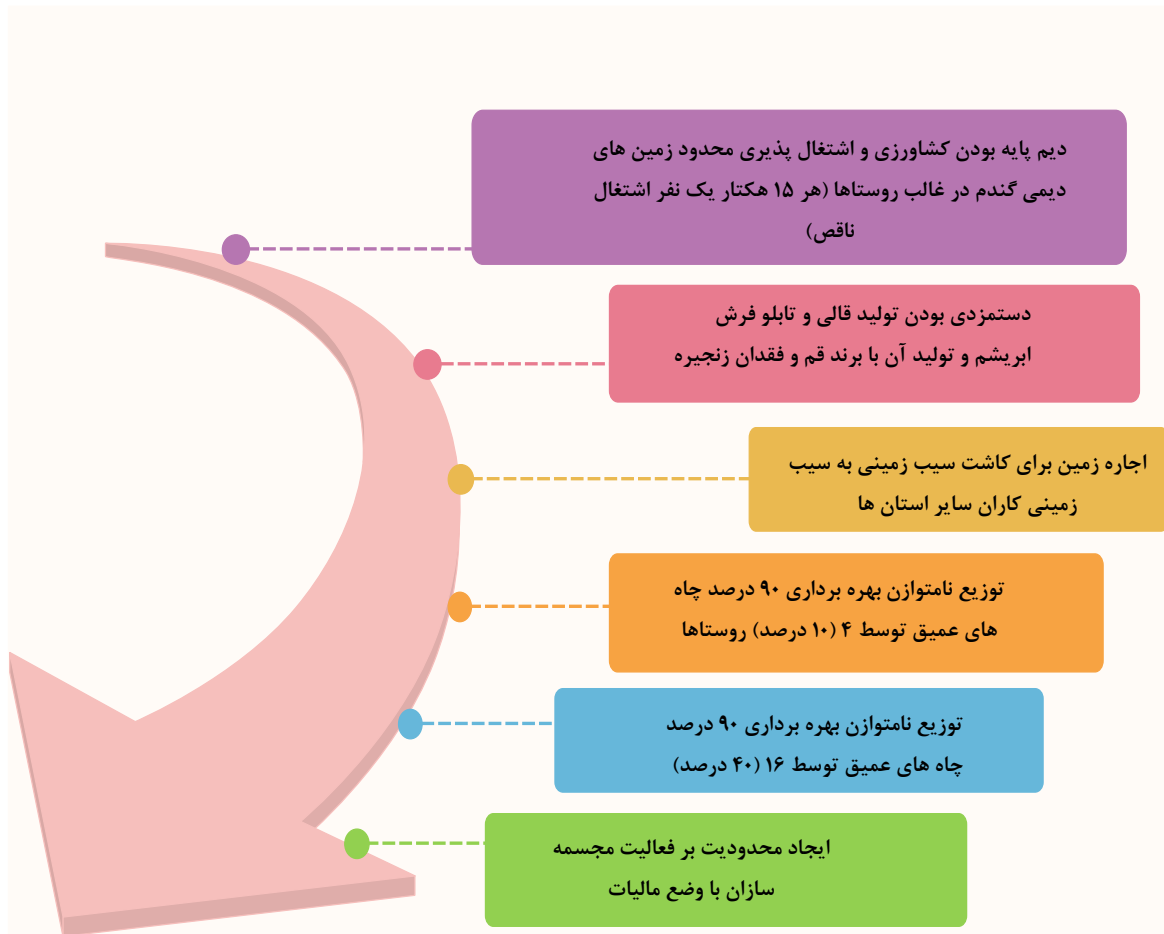 دیم پایه بودن کشاورزی و اشتغال پذیری محدود زمین های
دیمی گندم در غالب روستاها (هر ۱۵ هکتار یک نفر اشتغال
ناقص)
دستمزدی بودن تولید قالی و تابلو فرش
ابریشم و تولید آن با برند قم و فقدان زنجیره
اجاره زمین برای کاشت سیب زمینی به سیب
زمینی کاران سایر استان ها
توزیع نامتوازن بهره برداری ۹۰ درصد چاه
های عمیق توسط ۴ (۱۰ درصد) روستاها
توزیع نامتوازن بهره برداری ۹۰ درصد
چاه های عمیق توسط ۱۶ (۴۰ درصد)
ایجاد محدودیت بر فعالیت مجسمه
سازان با وضع مالیات